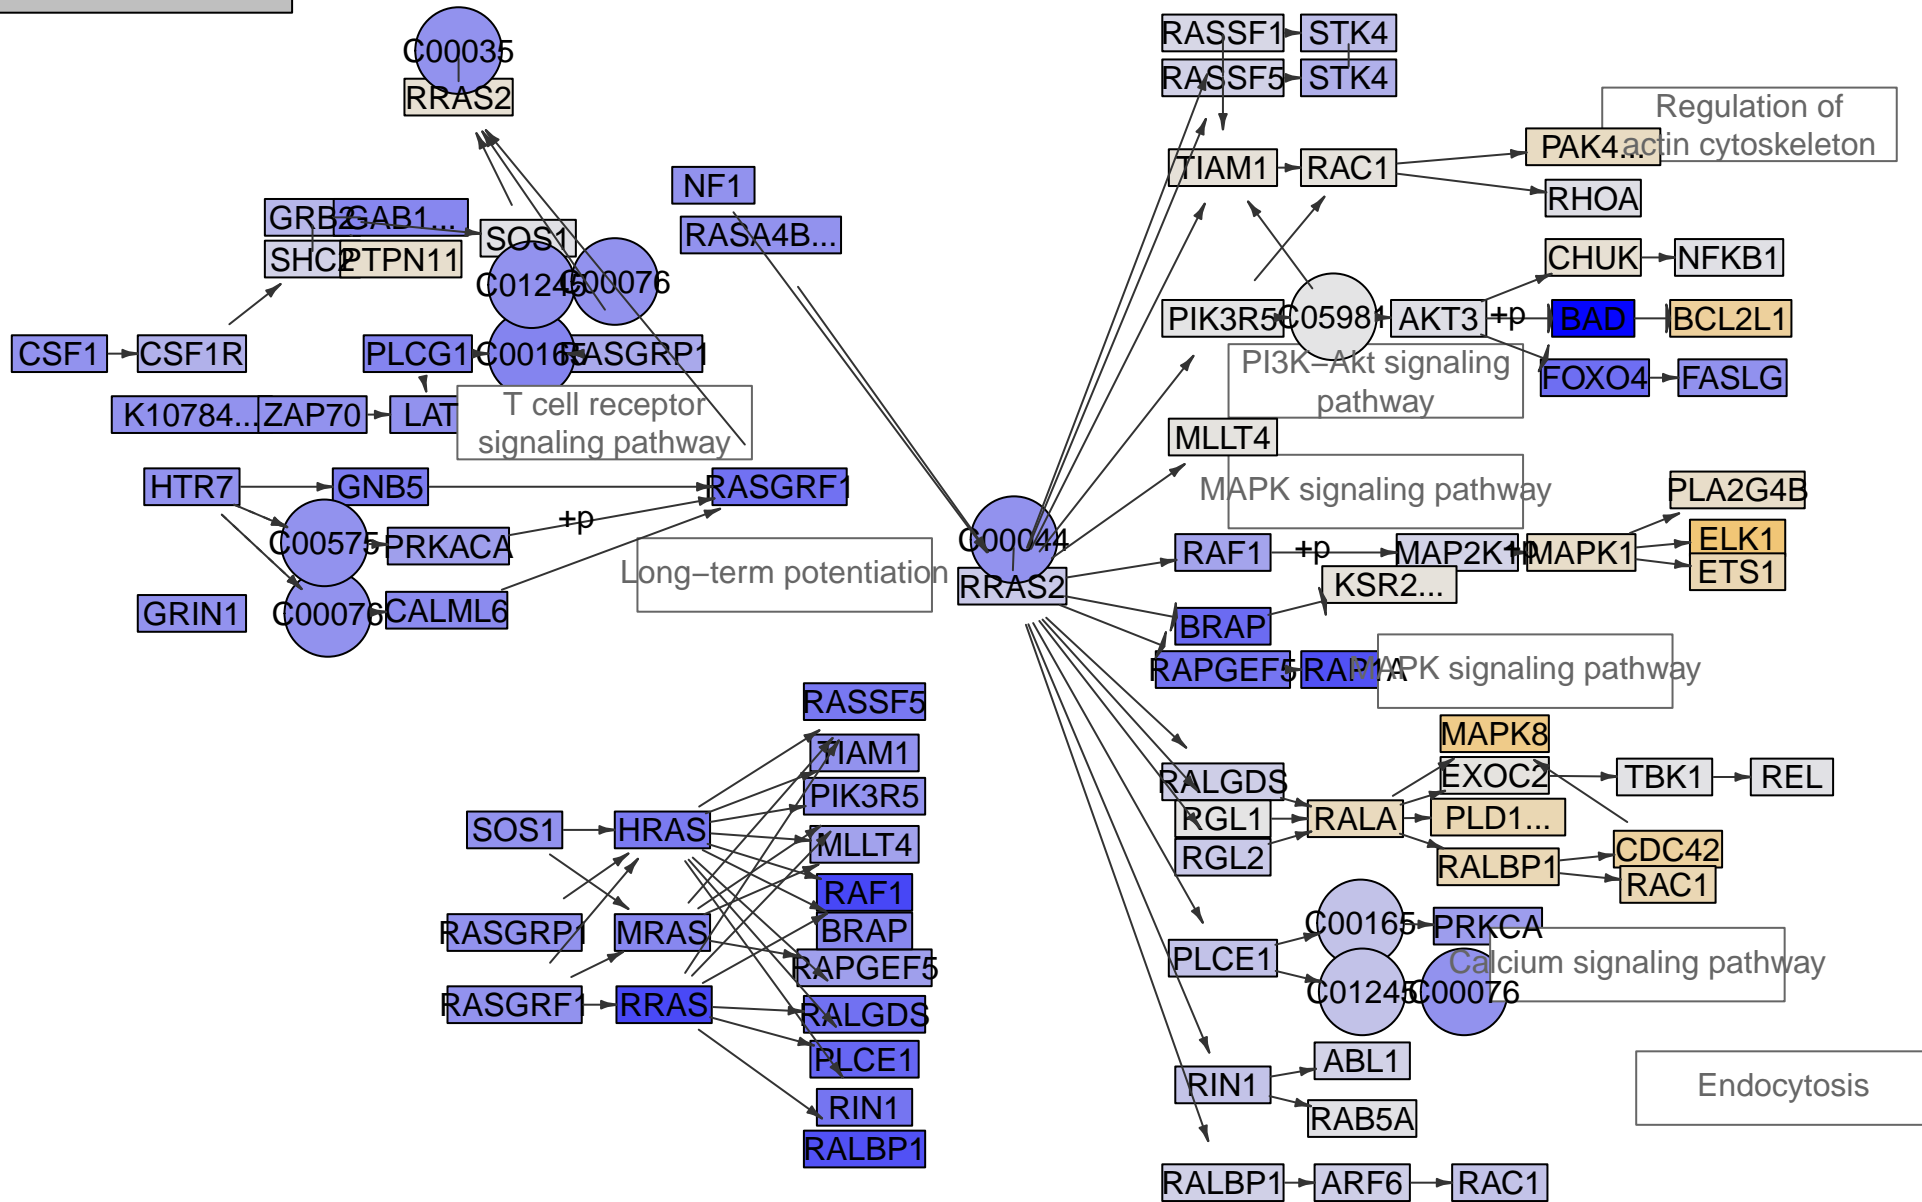 C00035
RRAS2
NF1
RASA4B...
GRB2
GAB1...
SHC2
PTPN11
SOS1
C01245
C00076
CSF1
CSF1R
PLCG1
C00165
RASGRP1
K10784...
ZAP70
LAT
T cell receptor
signaling pathway
HTR7
GNB5
RASGRF1
C00575
PRKACA
+p
GRIN1
C00076
CALML6
Long−term potentiation
C00044
RRAS2
RASSF1
STK4
RASSF5
STK4
Regulation of
actin cytoskeleton
PAK4...
TIAM1
RAC1
RHOA
CHUK
NFKB1
PIK3R5
C05981
AKT3
+p
BAD
BCL2L1
FOXO4
FASLG
PI3K−Akt signaling
pathway
MLLT4
MAPK signaling pathway
PLA2G4B
RAF1
+p
MAP2K1
+p
MAPK1
ELK1
ETS1
KSR2...
BRAP
RAPGEF5
RAP1A
MAPK signaling pathway
MAPK8
RALGDS
EXOC2
TBK1
REL
RGL1
RALA
PLD1...
RGL2
RALBP1
CDC42
RAC1
C00165
PRKCA
PLCE1
Calcium signaling pathway
C01245
C00076
ABL1
RIN1
RAB5A
Endocytosis
RALBP1
ARF6
RAC1
RASSF5
TIAM1
PIK3R5
SOS1
HRAS
MLLT4
RAF1
RASGRP1
MRAS
BRAP
RAPGEF5
RASGRF1
RRAS
RALGDS
PLCE1
RIN1
RALBP1